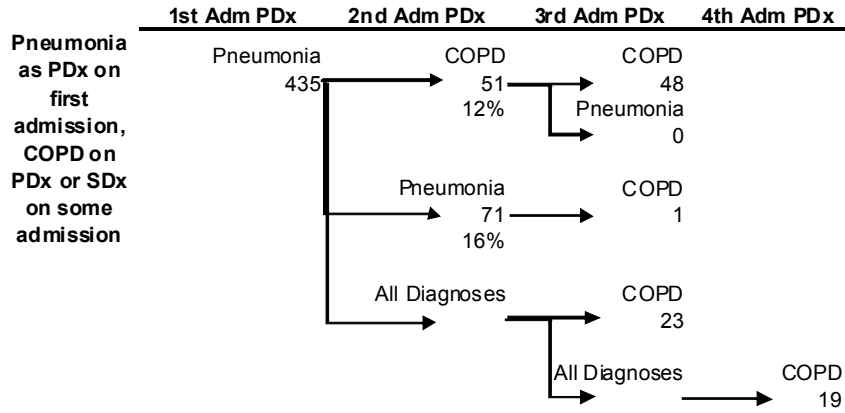 1st Adm PDx 2nd Adm PDx 3rd Adm PDx 4th Adm PDx
Pneumonia
as PDx on
first
admission,
COPD on
PDx or SDx
on some
admission
Pneumonia COPD COPD
435 51 48
12% Pneumonia
0
Pneumonia COPD
71 1
16%
All Diagnoses COPD
23
All Diagnoses COPD
19